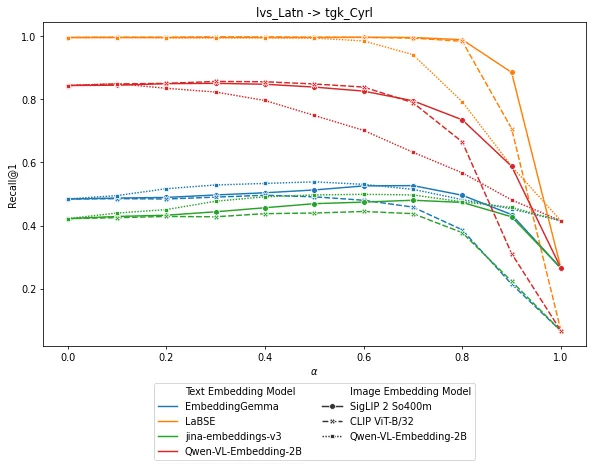 lvs_Latn -> tgk_Cyrl
Recall@1
1.0
0.8
0.6
0.4
0.2
0.0 0.2 0.4 0.6 0.8 1.0
α
Text Embedding Model
EmbeddingGemma
LaBSE
jina-embeddings-v3
Qwen-VL-Embedding-2B
Image Embedding Model
SigLIP 2 So400m
CLIP ViT-B/32
Qwen-VL-Embedding-2B